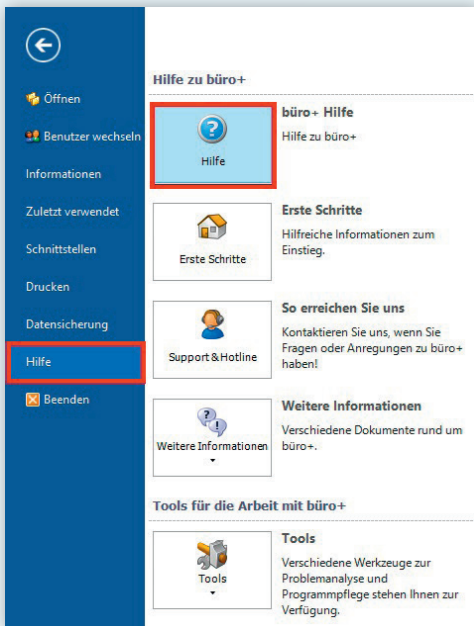 Öffnen
Benutzer wechseln
Informationen
Zuletzt verwendet
Schnittstellen
Drucken
Datensicherung
Hilfe
Beenden
Hilfe zu büro+
Hilfe
büro+ Hilfe
Hilfe zu büro+
Erste Schritte
Erste Schritte
Hilfreiche Informationen zum
Einstieg.
Support & Hotline
So erreichen Sie uns
Kontaktieren Sie uns, wenn Sie
Fragen oder Anregungen zu büro+
haben!
Weitere Informationen
Weitere Informationen
Verschiedene Dokumente rund um
büro+.
Tools für die Arbeit mit büro+
Tools
Tools
Verschiedene Werkzeuge zur
Problemanalyse und
Programmpflege stehen Ihnen zur
Verfügung.